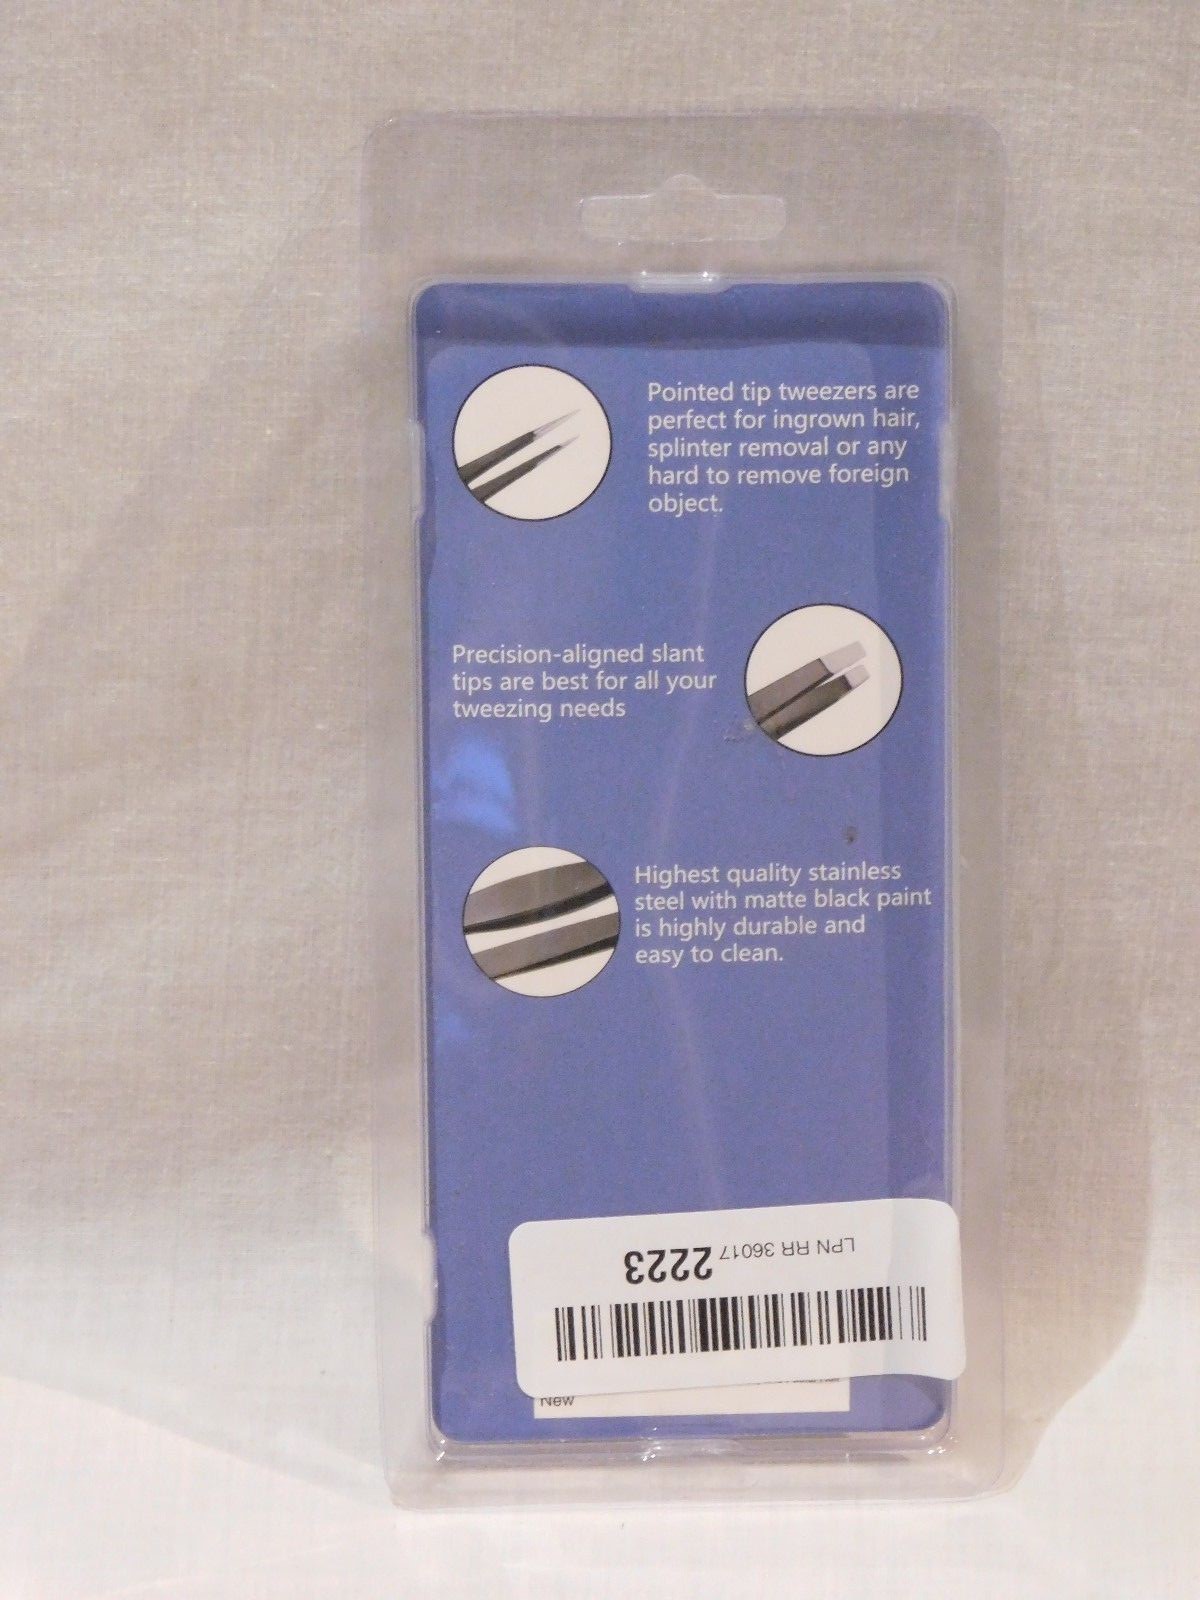 Pointed tip tweezers are
perfect for ingrown hair,
splinter removal or any
hard to remove foreign
object.
Precision-aligned slant
tips are best for all your
tweezing needs
Highest quality stainless
steel with matte black paint
is highly durable and
easy to clean.
LPN RR 36017 2223
New